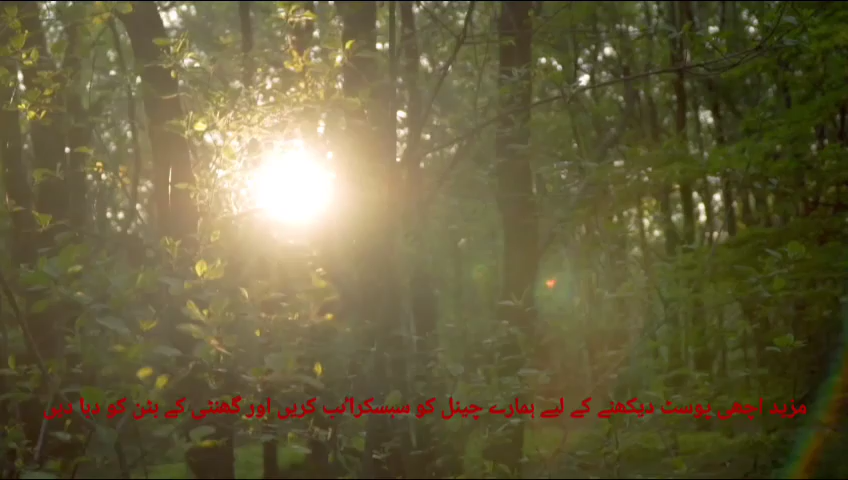 مزید اچھی پوسٹ دیکھنے کے لیے ہمارے چینل کو سبسکرائب کریں اور گھنٹی کے بٹن کو دبا دیں